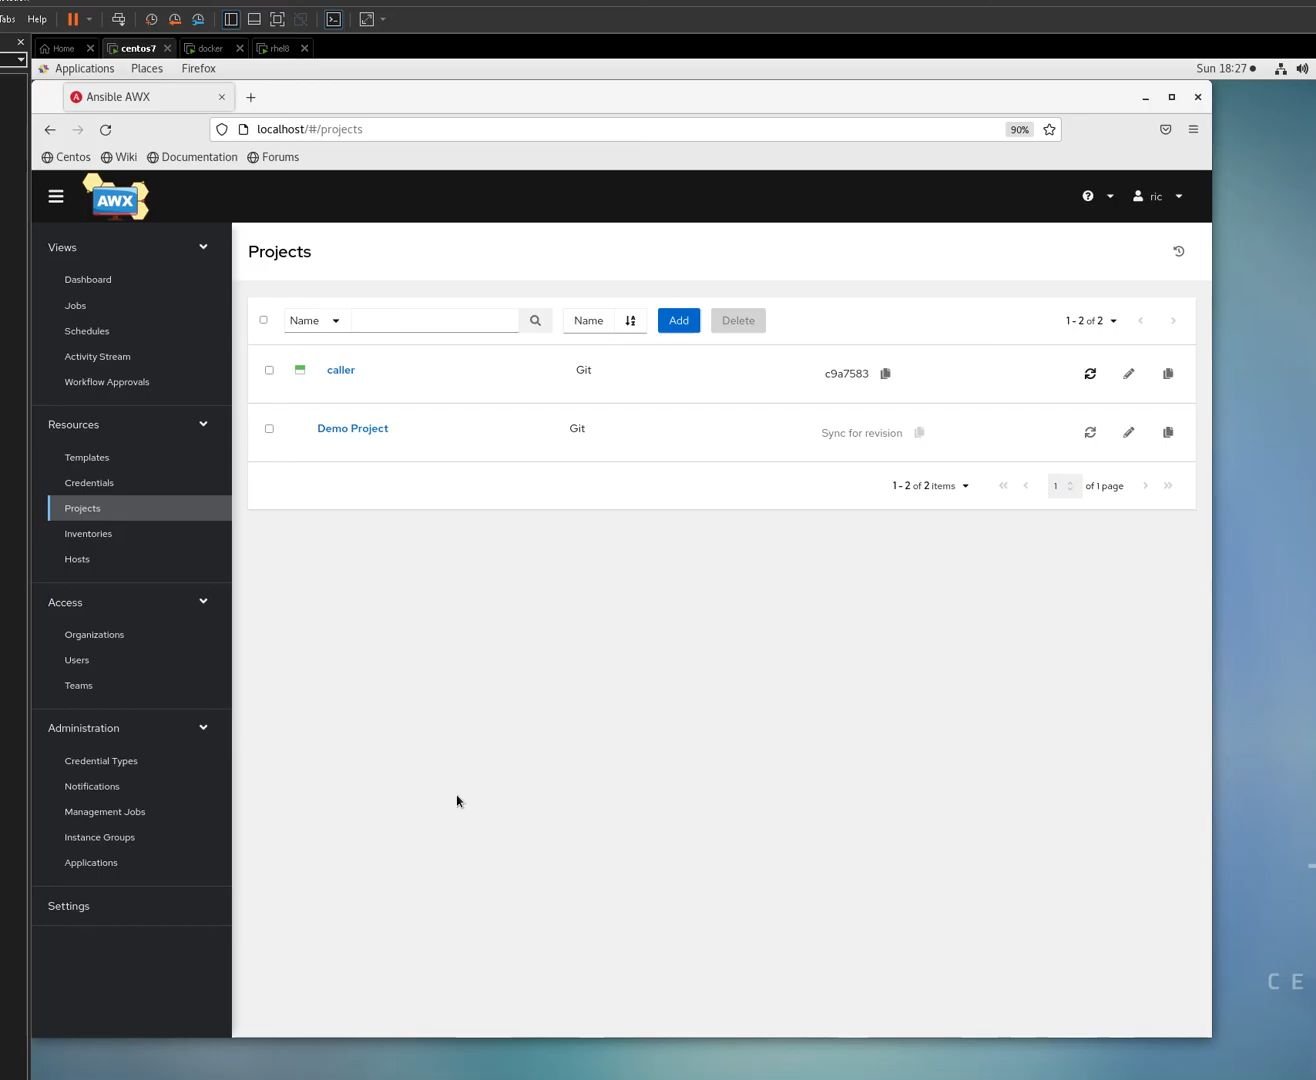 Tabs Help
Home centos7 docker rhel8
Applications Places Firefox Sun 18:27
Ansible AWX
localhost/#/projects 90%
Centos Wiki Documentation Forums
AWX ric
Views
Dashboard
Jobs
Schedules
Activity Stream
Workflow Approvals
Resources
Templates
Credentials
Projects
Inventories
Hosts
Access
Organizations
Users
Teams
Administration
Credential Types
Notifications
Management Jobs
Instance Groups
Applications
Settings
Projects
Name Name Add Delete 1 - 2 of 2
caller Git c9a7583
Demo Project Git Sync for revision
1 - 2 of 2 items 1 of 1 page
C E